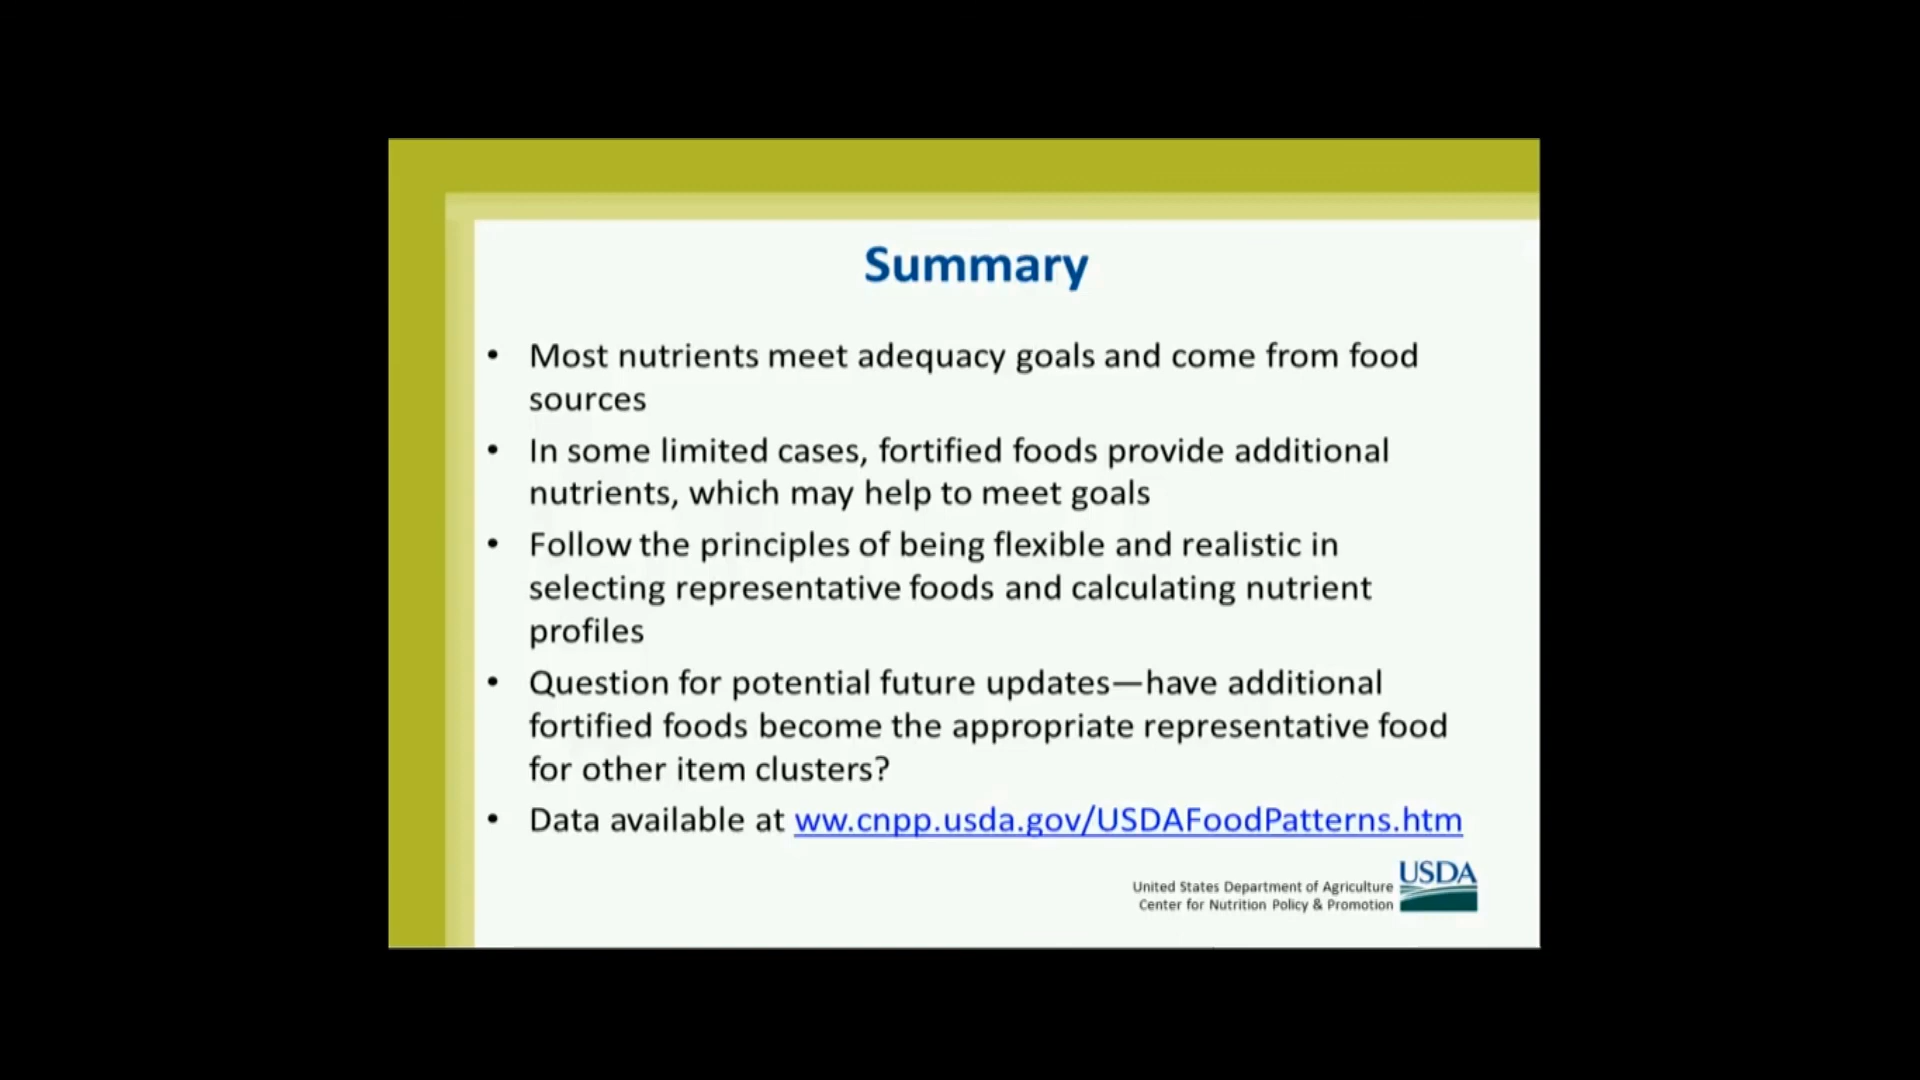 Summary
• Most nutrients meet adequacy goals and come from food
sources
• In some limited cases, fortified foods provide additional
nutrients, which may help to meet goals
• Follow the principles of being flexible and realistic in
selecting representative foods and calculating nutrient
profiles
• Question for potential future updates—have additional
fortified foods become the appropriate representative food
for other item clusters?
• Data available at ww.cnpp.usda.gov/USDAFoodPatterns.htm
United States Department of Agriculture
Center for Nutrition Policy & Promotion
USDA